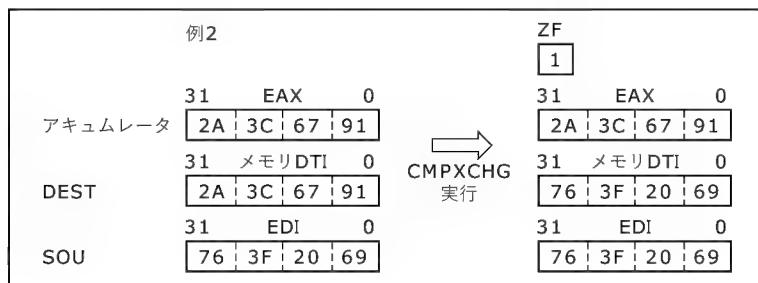 例2
ZF
1
31 EAX 0
31 EAX 0
アキュムレータ 2A 3C 67 91
2A 3C 67 91
31 メモリDTI 0
CMPXCHG
実行
31 メモリDTI 0
DEST 2A 3C 67 91
76 3F 20 69
31 EDI 0
31 EDI 0
SOU 76 3F 20 69
76 3F 20 69